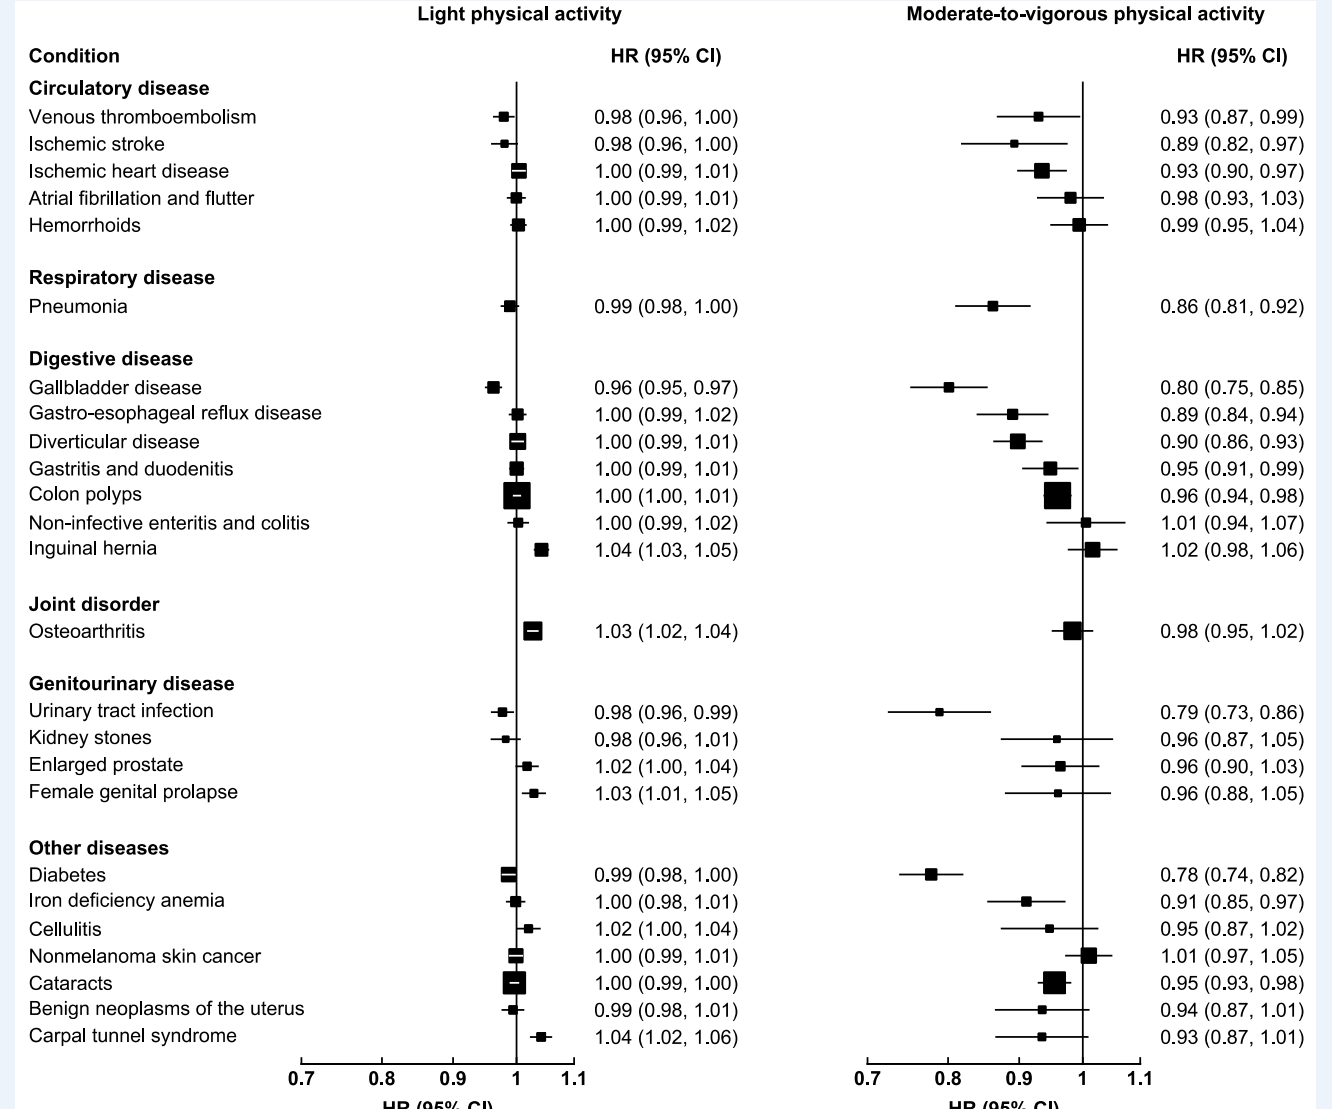 Light physical activity Moderate-to-vigorous physical activity
Condition HR (95% CI) HR (95% CI)
Circulatory disease
Venous thromboembolism 0.98 (0.96, 1.00) 0.93 (0.87, 0.99)
Ischemic stroke 0.98 (0.96, 1.00) 0.89 (0.82, 0.97)
Ischemic heart disease 1.00 (0.99, 1.01) 0.93 (0.90, 0.97)
Atrial fibrillation and flutter 1.00 (0.99, 1.01) 0.98 (0.93, 1.03)
Hemorrhoids 1.00 (0.99, 1.02) 0.99 (0.95, 1.04)
Respiratory disease
Pneumonia 0.99 (0.98, 1.00) 0.86 (0.81, 0.92)
Digestive disease
Gallbladder disease 0.96 (0.95, 0.97) 0.80 (0.75, 0.85)
Gastro-esophageal reflux disease 1.00 (0.99, 1.02) 0.89 (0.84, 0.94)
Diverticular disease 1.00 (0.99, 1.01) 0.90 (0.86, 0.93)
Gastritis and duodenitis 1.00 (0.99, 1.01) 0.95 (0.91, 0.99)
Colon polyps 1.00 (1.00, 1.01) 0.96 (0.94, 0.98)
Non-infective enteritis and colitis 1.00 (0.99, 1.02) 1.01 (0.94, 1.07)
Inguinal hernia 1.04 (1.03, 1.05) 1.02 (0.98, 1.06)
Joint disorder
Osteoarthritis 1.03 (1.02, 1.04) 0.98 (0.95, 1.02)
Genitourinary disease
Urinary tract infection 0.98 (0.96, 0.99) 0.79 (0.73, 0.86)
Kidney stones 0.98 (0.96, 1.01) 0.96 (0.87, 1.05)
Enlarged prostate 1.02 (1.00, 1.04) 0.96 (0.90, 1.03)
Female genital prolapse 1.03 (1.01, 1.05) 0.96 (0.88, 1.05)
Other diseases
Diabetes 0.99 (0.98, 1.00) 0.78 (0.74, 0.82)
Iron deficiency anemia 1.00 (0.98, 1.01) 0.91 (0.85, 0.97)
Cellulitis 1.02 (1.00, 1.04) 0.95 (0.87, 1.02)
Nonmelanoma skin cancer 1.00 (0.99, 1.01) 1.01 (0.97, 1.05)
Cataracts 1.00 (0.99, 1.00) 0.95 (0.93, 0.98)
Benign neoplasms of the uterus 0.99 (0.98, 1.01) 0.94 (0.87, 1.01)
Carpal tunnel syndrome 1.04 (1.02, 1.06) 0.93 (0.87, 1.01)
0.7 0.8 0.9 1 1.1 0.7 0.8 0.9 1 1.1
HR (95% CI) HR (95% CI)